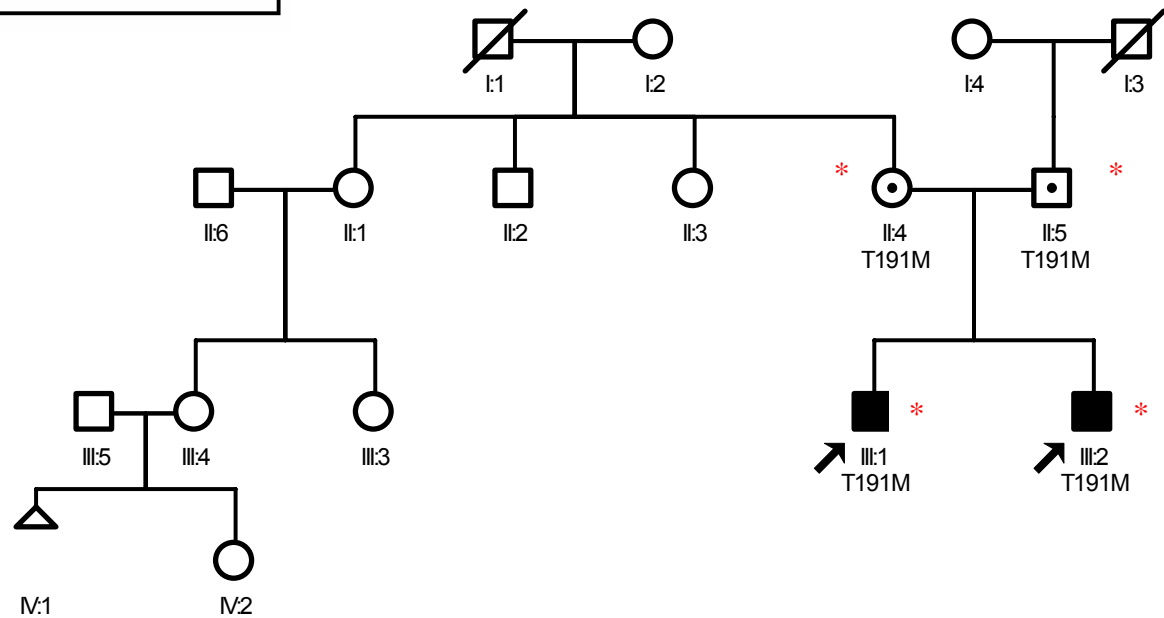 I:1 I:2 I:4 I:3
* *
II:6 II:1 II:2 II:3 II:4 II:5
T191M T191M
* *
III:5 III:4 III:3 III:1 III:2
T191M T191M
IV:1 IV:2